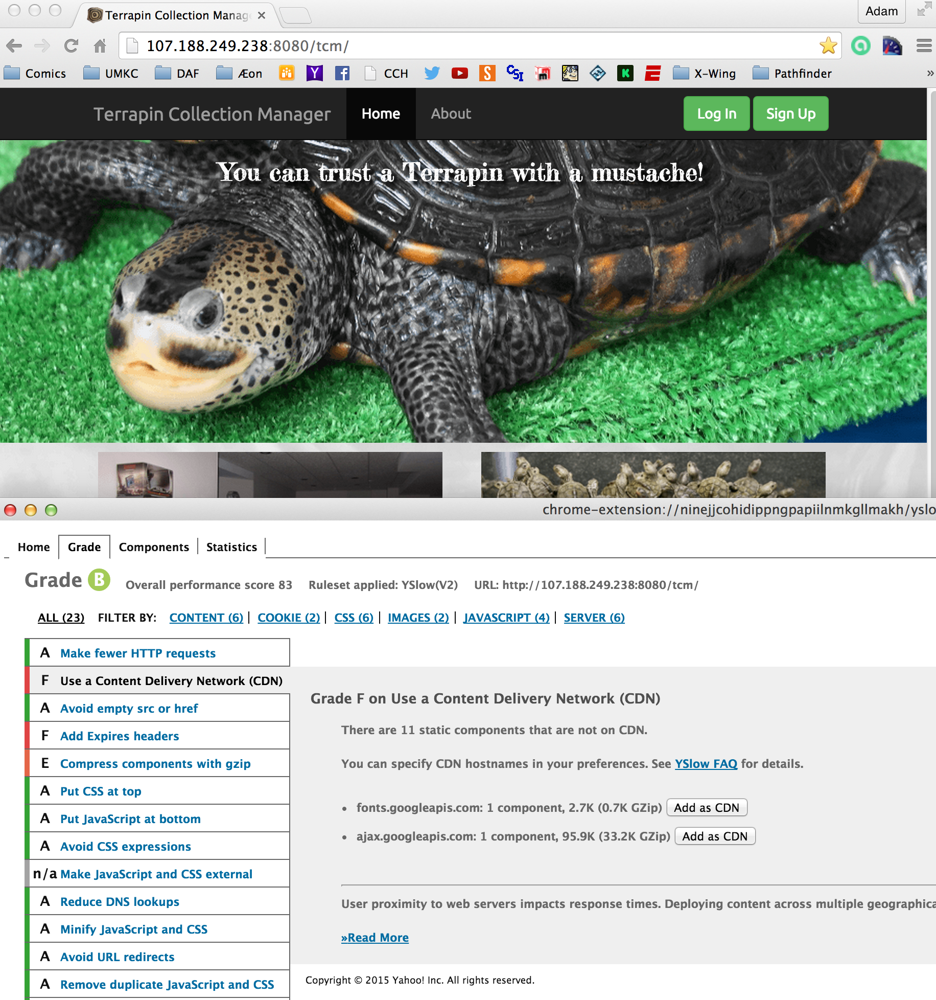 Terrapin Collection Manag
Adam
107.188.249.238:8080/tcm/
Comics UMKC DAF Æon CCH X-Wing Pathfinder »
Terrapin Collection Manager Home About Log In Sign Up
You can trust a Terrapin with a mustache!
chrome-extension://ninejjcohidippngpapiilnmkgllmakh/yslo
Home Grade Components Statistics
Grade B Overall performance score 83 Ruleset applied: YSlow(V2) URL: http://107.188.249.238:8080/tcm/
ALL (23) FILTER BY: CONTENT (6) | COOKIE (2) | CSS (6) | IMAGES (2) | JAVASCRIPT (4) | SERVER (6)
A Make fewer HTTP requests
F Use a Content Delivery Network (CDN)
A Avoid empty src or href
F Add Expires headers
E Compress components with gzip
A Put CSS at top
A Put JavaScript at bottom
A Avoid CSS expressions
n/a Make JavaScript and CSS external
A Reduce DNS lookups
A Minify JavaScript and CSS
A Avoid URL redirects
A Remove duplicate JavaScript and CSS
Grade F on Use a Content Delivery Network (CDN)
There are 11 static components that are not on CDN.
You can specify CDN hostnames in your preferences. See YSlow FAQ for details.
• fonts.googleapis.com: 1 component, 2.7K (0.7K GZip) Add as CDN
• ajax.googleapis.com: 1 component, 95.9K (33.2K GZip) Add as CDN
User proximity to web servers impacts response times. Deploying content across multiple geographica
»Read More
Copyright © 2015 Yahoo! Inc. All rights reserved.